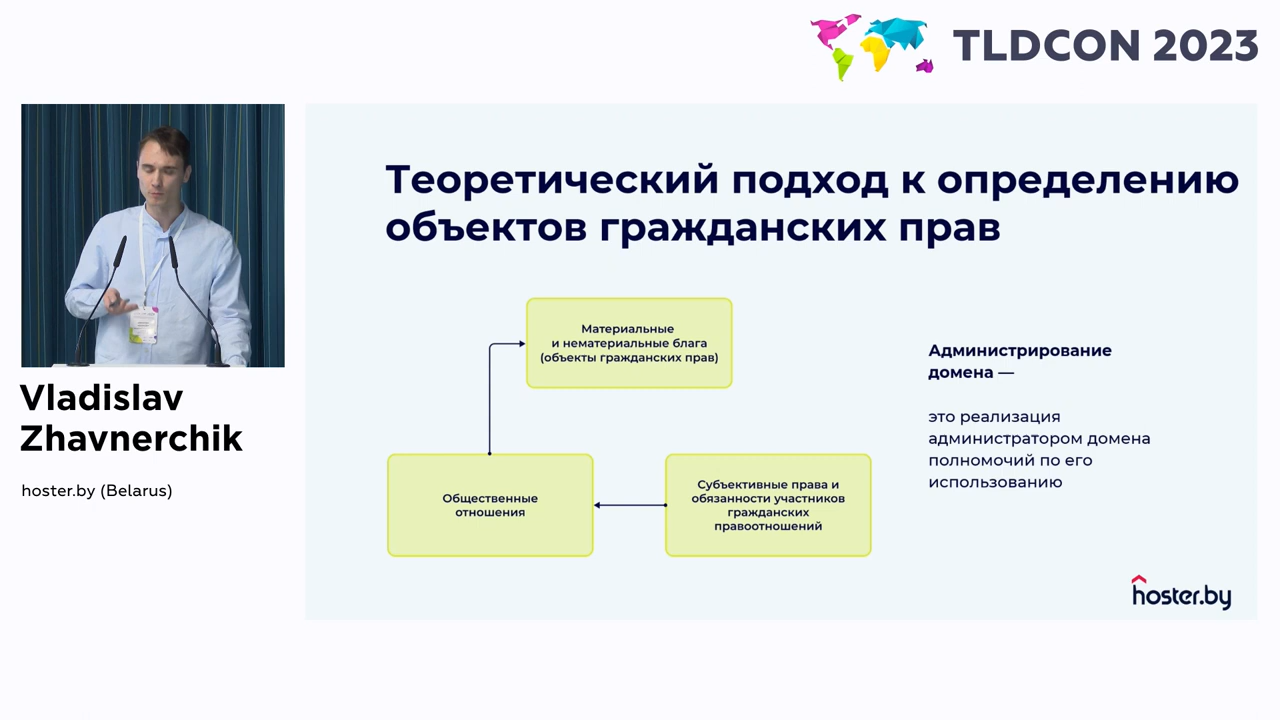 TLDCON 2023
Теоретический подход к определению
объектов гражданских прав
Материальные
и нематериальные блага
(объекты гражданских прав)
Общественные
отношения
Субъективные права и
обязанности участников
гражданских
правоотношений
Администрирование
домена —
это реализация
администратором домена
полномочий по его
использованию
hoster.by
Vladislav
Zhavnerchik
hoster.by (Belarus)